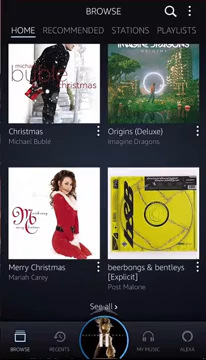 BROWSE
HOME RECOMMENDED STATIONS PLAYLISTS
michael bublé
christmas
IMAGINE DRAGONS
ORIGINS
Christmas
Michael Bublé
Origins (Deluxe)
Imagine Dragons
Merry Christmas
Mariah Carey
beerbongs & bentleys
[Explicit]
Post Malone
See all >
BROWSE RECENTS MY MUSIC ALEXA